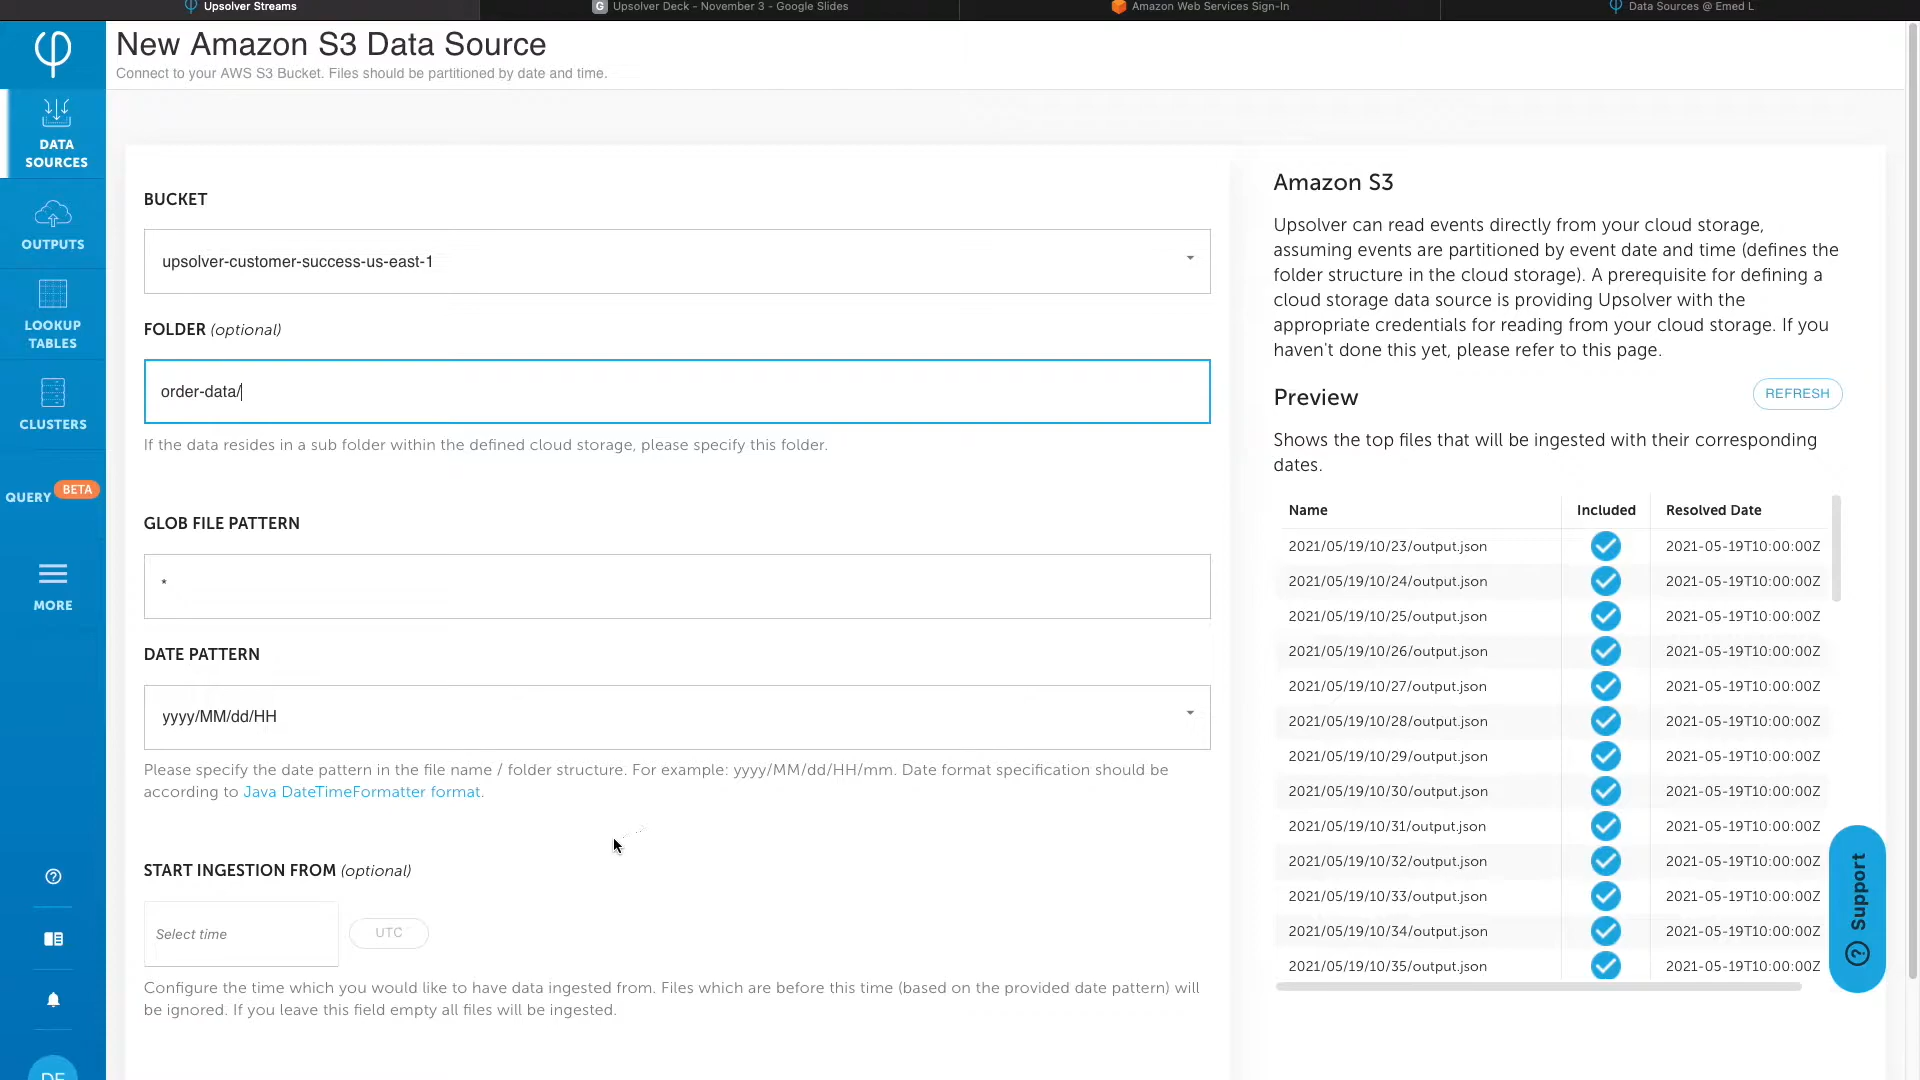 Upsolver Streams
G Upsolver Deck - November 3 - Google Slides
Amazon Web Services Sign-In
Data Sources @ Emed L
New Amazon S3 Data Source
Connect to your AWS S3 Bucket. Files should be partitioned by date and time.
DATA
SOURCES
OUTPUTS
LOOKUP
TABLES
CLUSTERS
QUERY BETA
MORE
DE
BUCKET
upsolver-customer-success-us-east-1
FOLDER (optional)
order-data/
If the data resides in a sub folder within the defined cloud storage, please specify this folder.
GLOB FILE PATTERN
*
DATE PATTERN
yyyy/MM/dd/HH
Please specify the date pattern in the file name / folder structure. For example: yyyy/MM/dd/HH/mm. Date format specification should be
according to Java DateTimeFormatter format.
START INGESTION FROM (optional)
Select time
UTC
Configure the time which you would like to have data ingested from. Files which are before this time (based on the provided date pattern) will
be ignored. If you leave this field empty all files will be ingested.
Amazon S3
Upsolver can read events directly from your cloud storage,
assuming events are partitioned by event date and time (defines the
folder structure in the cloud storage). A prerequisite for defining a
cloud storage data source is providing Upsolver with the
appropriate credentials for reading from your cloud storage. If you
haven't done this yet, please refer to this page.
Preview
REFRESH
Shows the top files that will be ingested with their corresponding
dates.
Name Included Resolved Date
2021/05/19/10/23/output.json 2021-05-19T10:00:00Z
2021/05/19/10/24/output.json 2021-05-19T10:00:00Z
2021/05/19/10/25/output.json 2021-05-19T10:00:00Z
2021/05/19/10/26/output.json 2021-05-19T10:00:00Z
2021/05/19/10/27/output.json 2021-05-19T10:00:00Z
2021/05/19/10/28/output.json 2021-05-19T10:00:00Z
2021/05/19/10/29/output.json 2021-05-19T10:00:00Z
2021/05/19/10/30/output.json 2021-05-19T10:00:00Z
2021/05/19/10/31/output.json 2021-05-19T10:00:00Z
2021/05/19/10/32/output.json 2021-05-19T10:00:00Z
2021/05/19/10/33/output.json 2021-05-19T10:00:00Z
2021/05/19/10/34/output.json 2021-05-19T10:00:00Z
2021/05/19/10/35/output.json 2021-05-19T10:00:00Z
Support